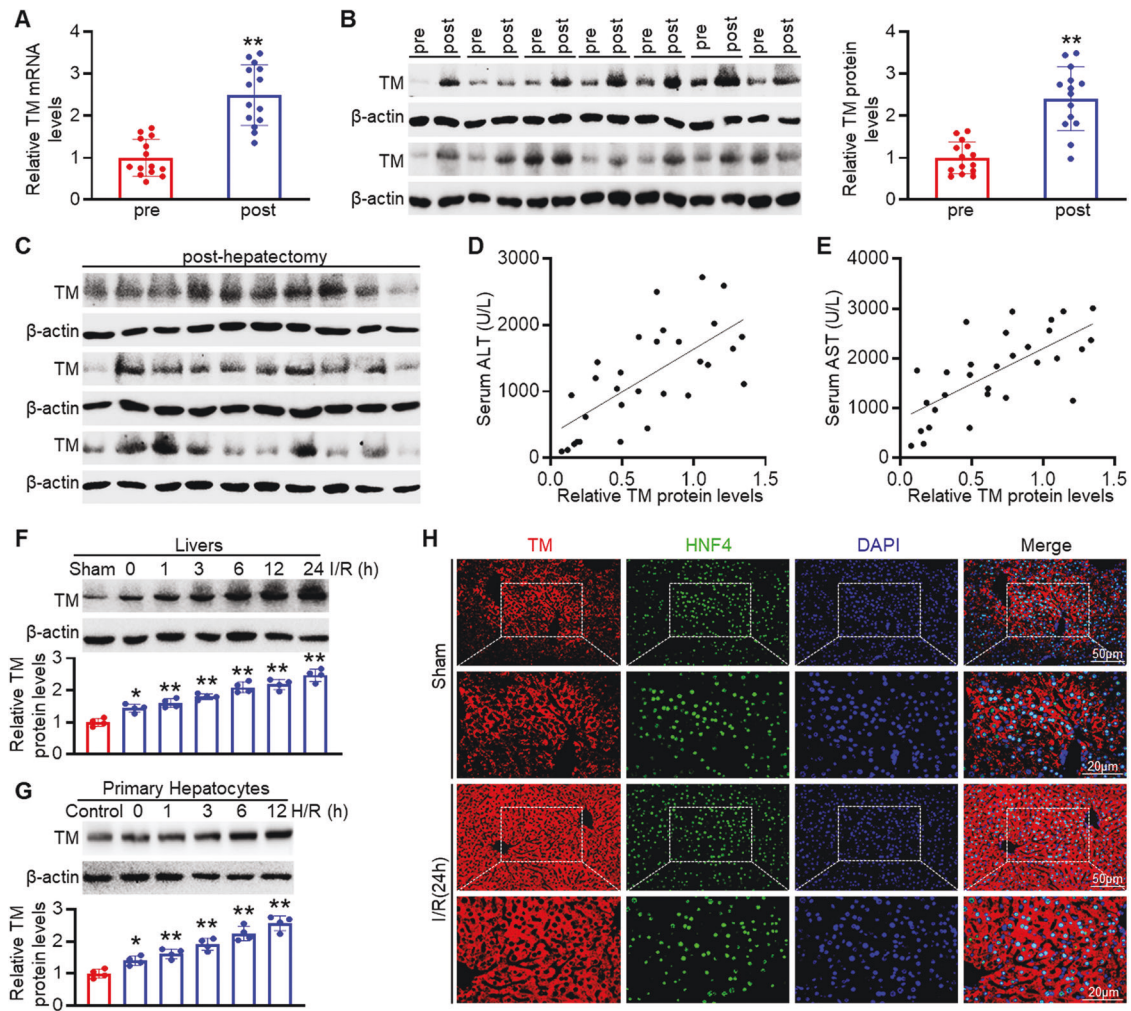 A
Relative TM mRNA
levels
4
3
2
1
0
**
pre
post
B
pre post pre post pre post pre post pre post pre post pre post
TM
β-actin
TM
β-actin
Relative TM protein
levels
4
3
2
1
0
**
pre
post
C
post-hepatectomy
TM
β-actin
TM
β-actin
TM
β-actin
D
Serum ALT (U/L)
3000
2000
1000
0
0.0 0.5 1.0 1.5
Relative TM protein levels
E
Serum AST (U/L)
4000
3000
2000
1000
0
0.0 0.5 1.0 1.5
Relative TM protein levels
F
Livers
Sham 0 1 3 6 12 24 I/R (h)
TM
β-actin
Relative TM
protein levels
3
2
1
0
* ** ** ** ** **
G
Primary Hepatocytes
Control 0 1 3 6 12 H/R (h)
TM
β-actin
Relative TM
protein levels
3
2
1
0
* ** ** ** **
H
TM HNF4 DAPI Merge
Sham
50μm
20μm
I/R(24h)
50μm
20μm